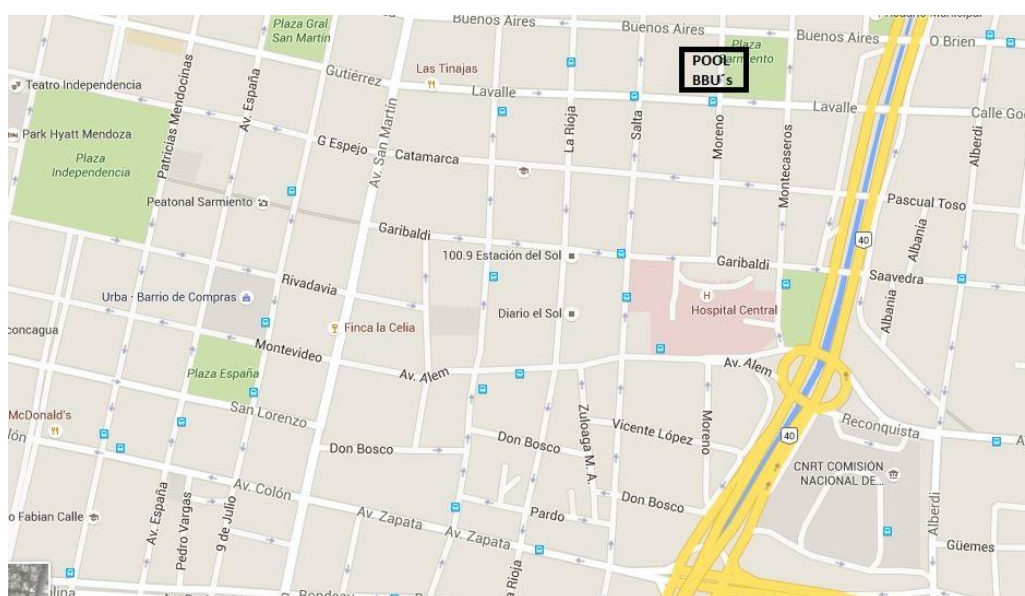 Plaza Gral.
San Martín
Buenos Aires
Buenos Aires
Buenos Aires
O Brien
POOL
BBU´s
Plaza
Sarmiento
Teatro Independencia
Patricias Mendocinas
Av. España
Gutiérrez
Las Tinajas
Lavalle
Lavalle
Calle Go
Park Hyatt Mendoza
Plaza
Independencia
G Espejo
Av. San Martín
Catamarca
La Rioja
Salta
Moreno
Montecaseros
Alberdi
Peatonal Sarmiento
Pascual Toso
Garibaldi
100.9 Estación del Sol
Garibaldi
40
Albania
Saavedra
Rivadavia
Urba - Barrio de Compras
Hospital Central
H
Diario el Sol
Albania
concagua
Finca la Celia
Montevideo
Plaza España
Av. Alem
Av. Alem
McDonald's
San Lorenzo
Zuloaga M. A.
Vicente López
Moreno
Reconquista
lón
Don Bosco
Don Bosco
40
CNRT COMISIÓN
NACIONAL DE...
Av. Colón
Don Bosco
o Fabian Calle
Av. España
Pedro Vargas
9 de Julio
Av. Zapata
Pardo
Av. Zapata
Alberdi
Güemes
a Rioja
olina